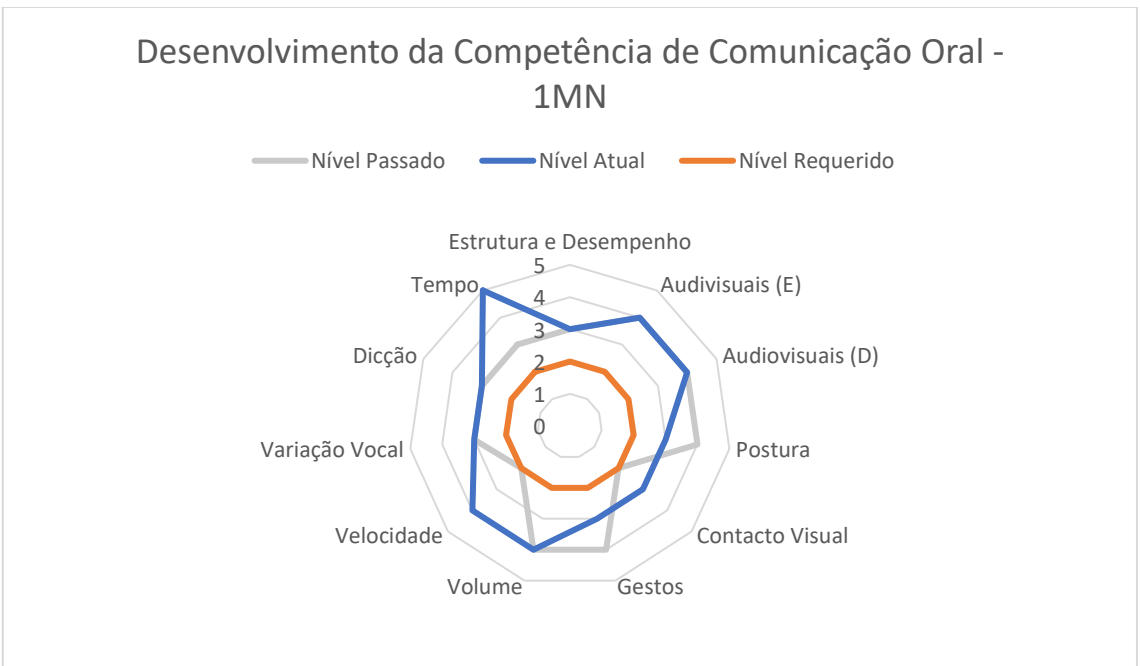 Desenvolvimento da Competência de Comunicação Oral -
1MN
Nível Passado
Nível Atual
Nível Requerido
Estrutura e Desempenho
5
Tempo
Audivisuais (E)
4
3
Dicção
Audiovisuais (D)
2
1
0
Variação Vocal
Postura
Velocidade
Contacto Visual
Volume
Gestos